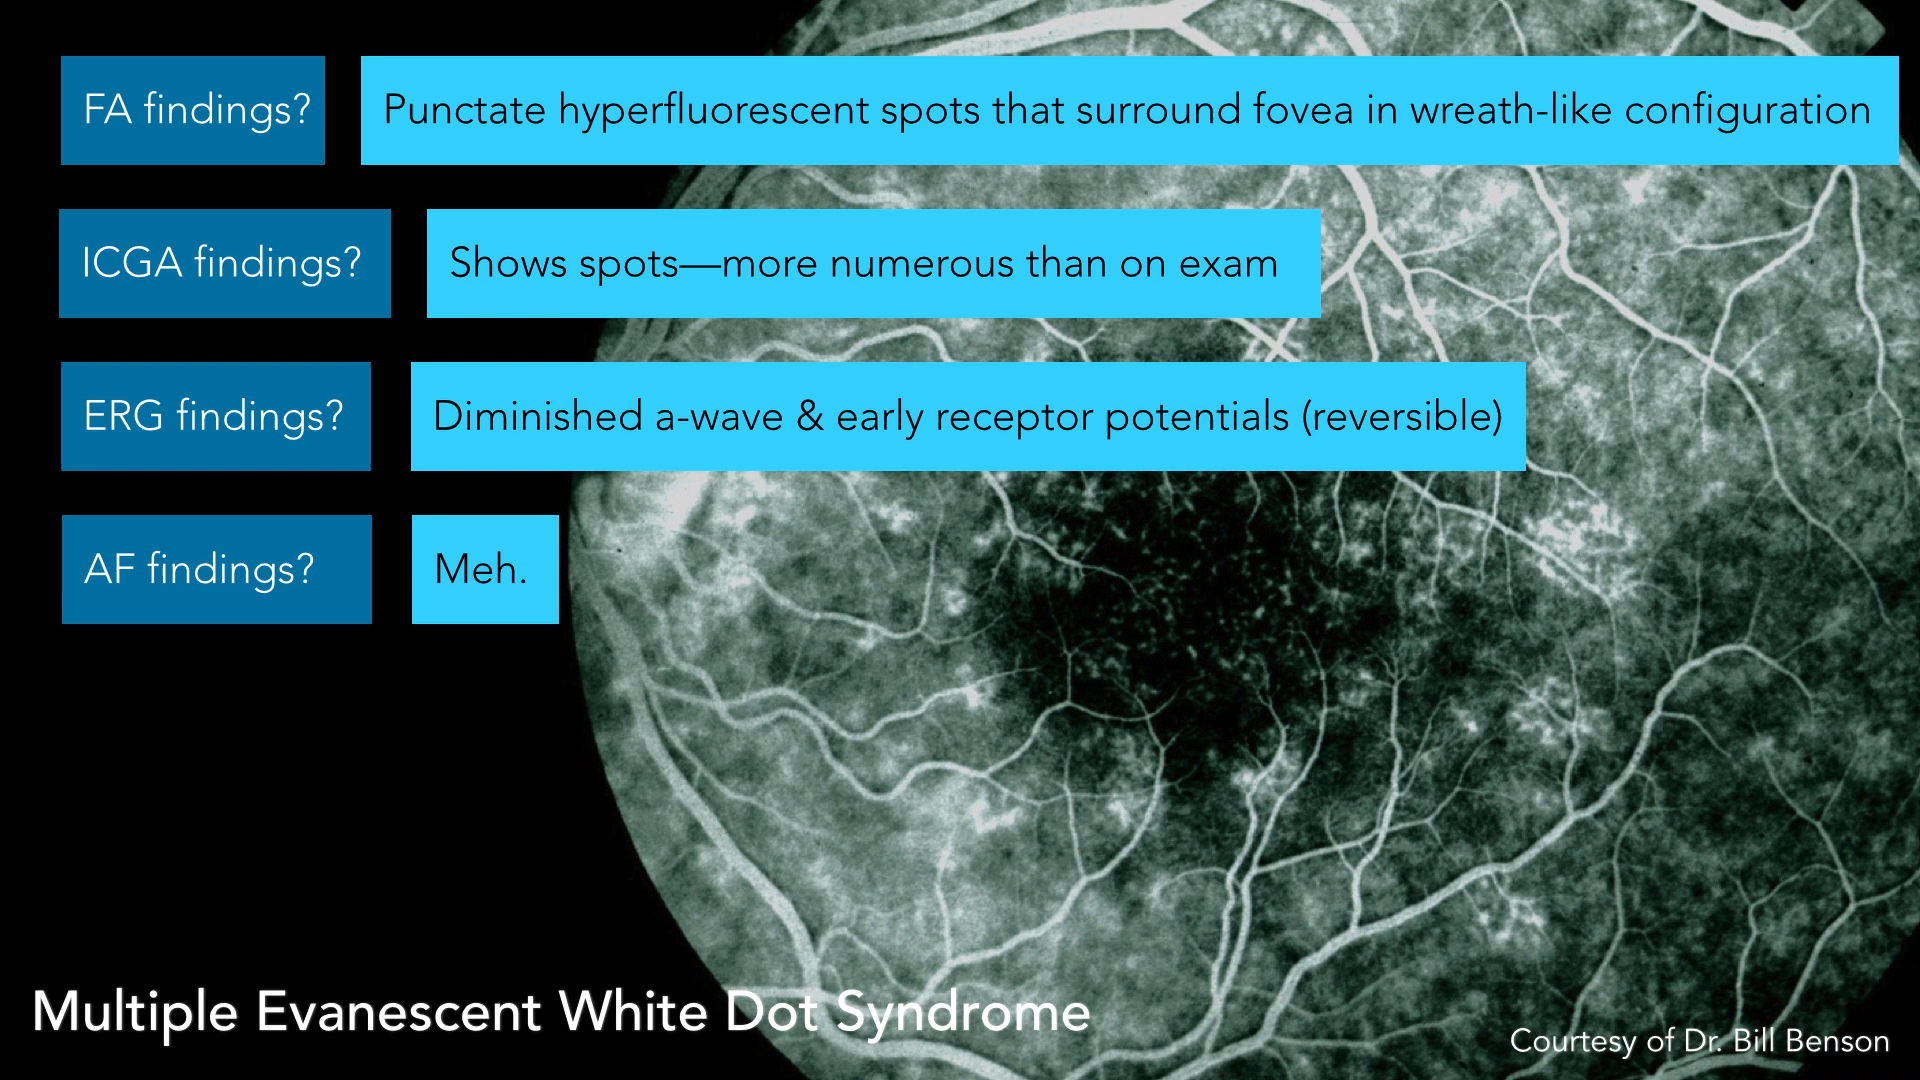 FA findings?
Punctate hyperfluorescent spots that surround fovea in wreath-like configuration
ICGA findings?
Shows spots—more numerous than on exam
ERG findings?
Diminished a-wave & early receptor potentials (reversible)
AF findings?
Meh.
Multiple Evanescent White Dot Syndrome
Courtesy of Dr. Bill Benson